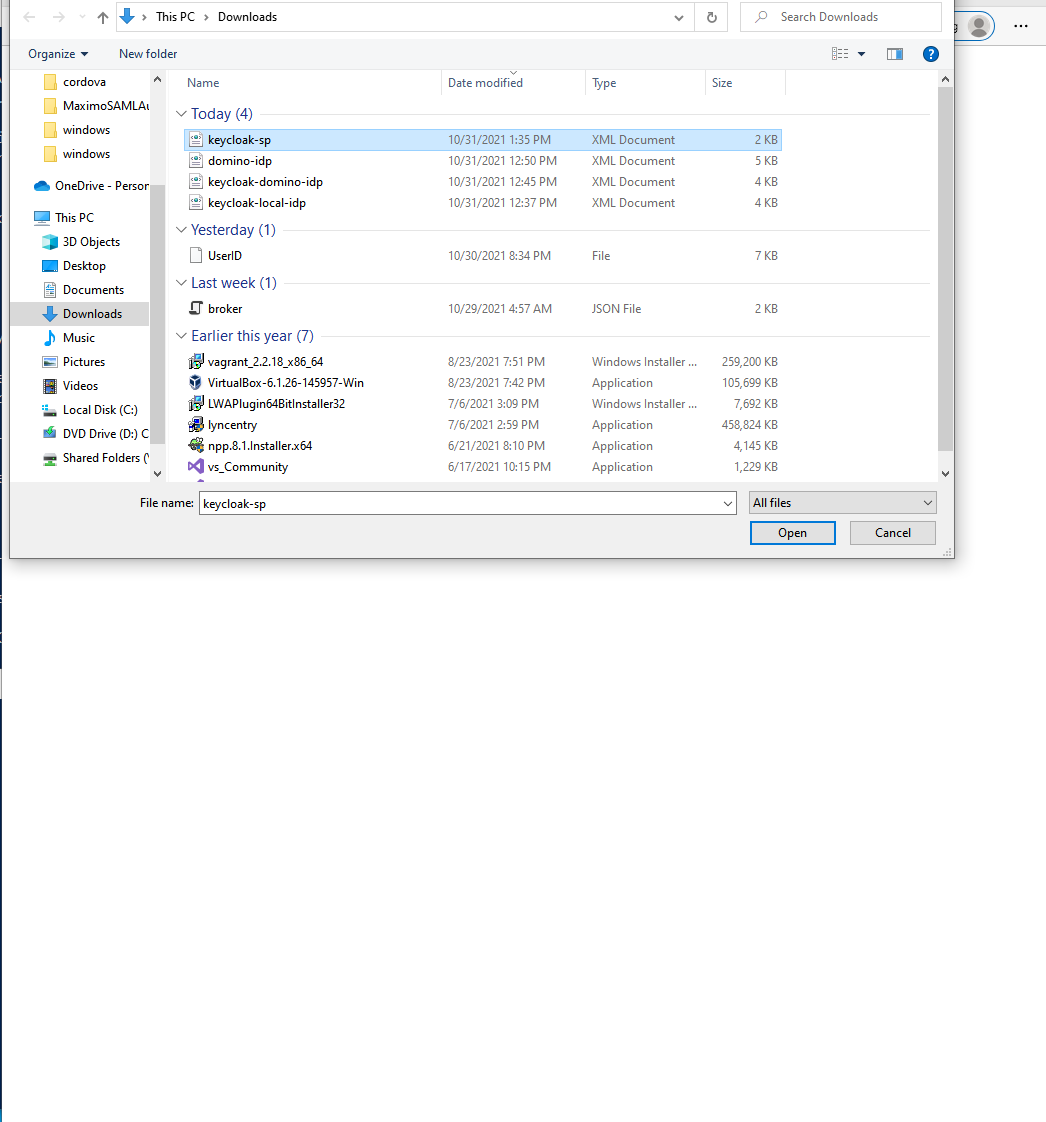 This PC > Downloads
Search Downloads
Organize
New folder
?
cordova
MaximoSAMLAu
windows
windows
OneDrive - Person
This PC
3D Objects
Desktop
Documents
Downloads
Music
Pictures
Videos
Local Disk (C:)
DVD Drive (D:) C
Shared Folders (
Name Date modified Type Size
Today (4)
keycloak-sp 10/31/2021 1:35 PM XML Document 2 KB
domino-idp 10/31/2021 12:50 PM XML Document 5 KB
keycloak-domino-idp 10/31/2021 12:45 PM XML Document 4 KB
keycloak-local-idp 10/31/2021 12:37 PM XML Document 4 KB
Yesterday (1)
UserID 10/30/2021 8:34 PM File 7 KB
Last week (1)
broker 10/29/2021 4:57 AM JSON File 2 KB
Earlier this year (7)
vagrant_2.2.18_x86_64 8/23/2021 7:51 PM Windows Installer ... 259,200 KB
VirtualBox-6.1.26-145957-Win 8/23/2021 7:42 PM Application 105,699 KB
LWAPlugin64BitInstaller32 7/6/2021 3:09 PM Windows Installer ... 7,692 KB
lyncentry 7/6/2021 2:59 PM Application 458,824 KB
npp.8.1.Installer.x64 6/21/2021 8:10 PM Application 4,145 KB
vs_Community 6/17/2021 10:15 PM Application 1,229 KB
File name: keycloak-sp
All files
Open
Cancel